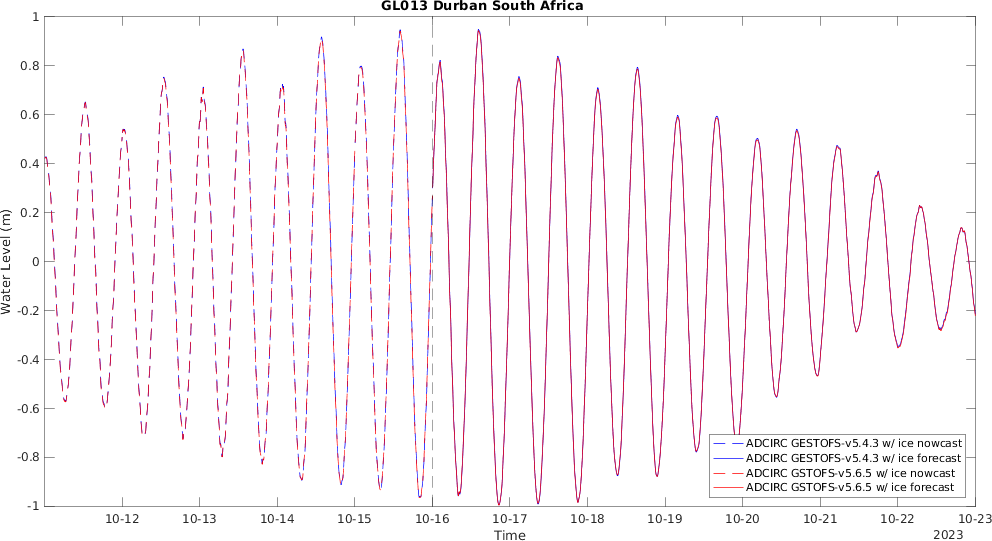 GL013 Durban South Africa
1
0.8
0.6
0.4
0.2
0
-0.2
-0.4
-0.6
-0.8
-1
Water Level (m)
10-12 10-13 10-14 10-15 10-16 10-17 10-18 10-19 10-20 10-21 10-22 10-23
Time
2023
ADCIRC GESTOFS-v5.4.3 w/ ice nowcast
ADCIRC GESTOFS-v5.4.3 w/ ice forecast
ADCIRC GSTOFS-v5.6.5 w/ ice nowcast
ADCIRC GSTOFS-v5.6.5 w/ ice forecast